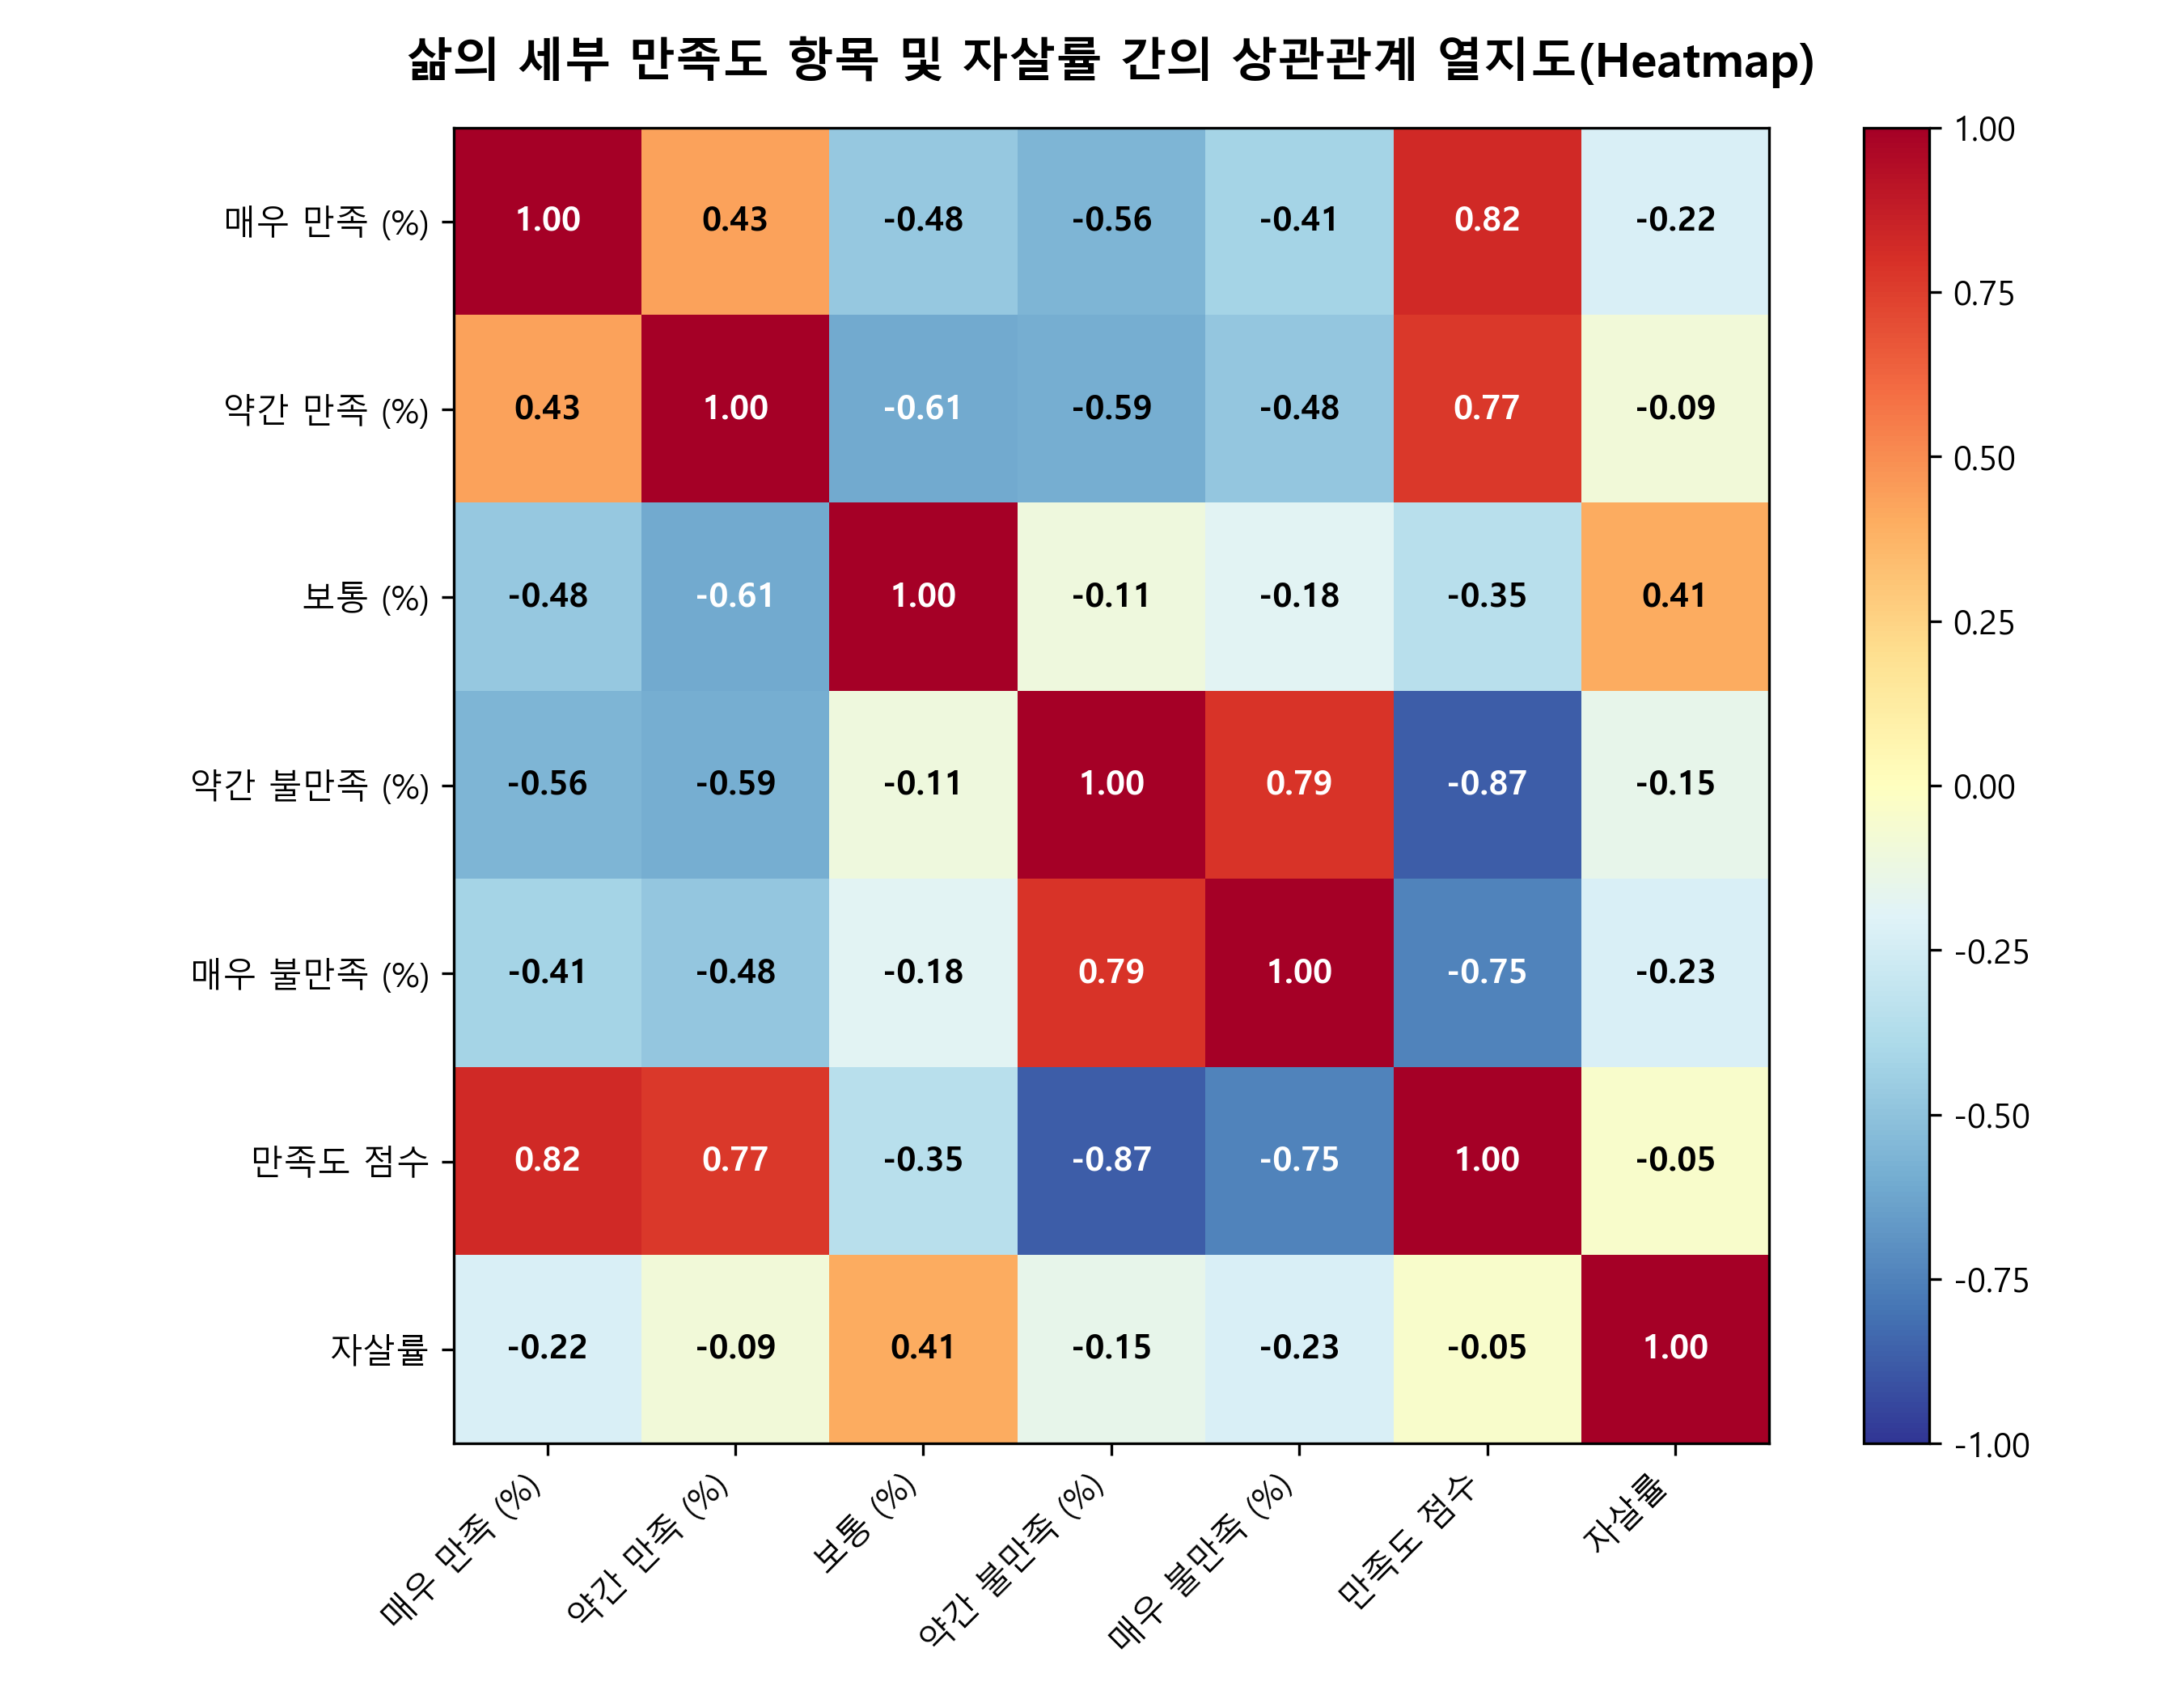 삶의 세부 만족도 항목 및 자살률 간의 상관관계 열지도(Heatmap)
매우 만족 (%) 1.00 0.43 -0.48 -0.56 -0.41 0.82 -0.22
약간 만족 (%) 0.43 1.00 -0.61 -0.59 -0.48 0.77 -0.09
보통 (%) -0.48 -0.61 1.00 -0.11 -0.18 -0.35 0.41
약간 불만족 (%) -0.56 -0.59 -0.11 1.00 0.79 -0.87 -0.15
매우 불만족 (%) -0.41 -0.48 -0.18 0.79 1.00 -0.75 -0.23
만족도 점수 0.82 0.77 -0.35 -0.87 -0.75 1.00 -0.05
자살률 -0.22 -0.09 0.41 -0.15 -0.23 -0.05 1.00
매우 만족 (%) 약간 만족 (%) 보통 (%) 약간 불만족 (%) 매우 불만족 (%) 만족도 점수 자살률
1.00
0.75
0.50
0.25
0.00
-0.25
-0.50
-0.75
-1.00